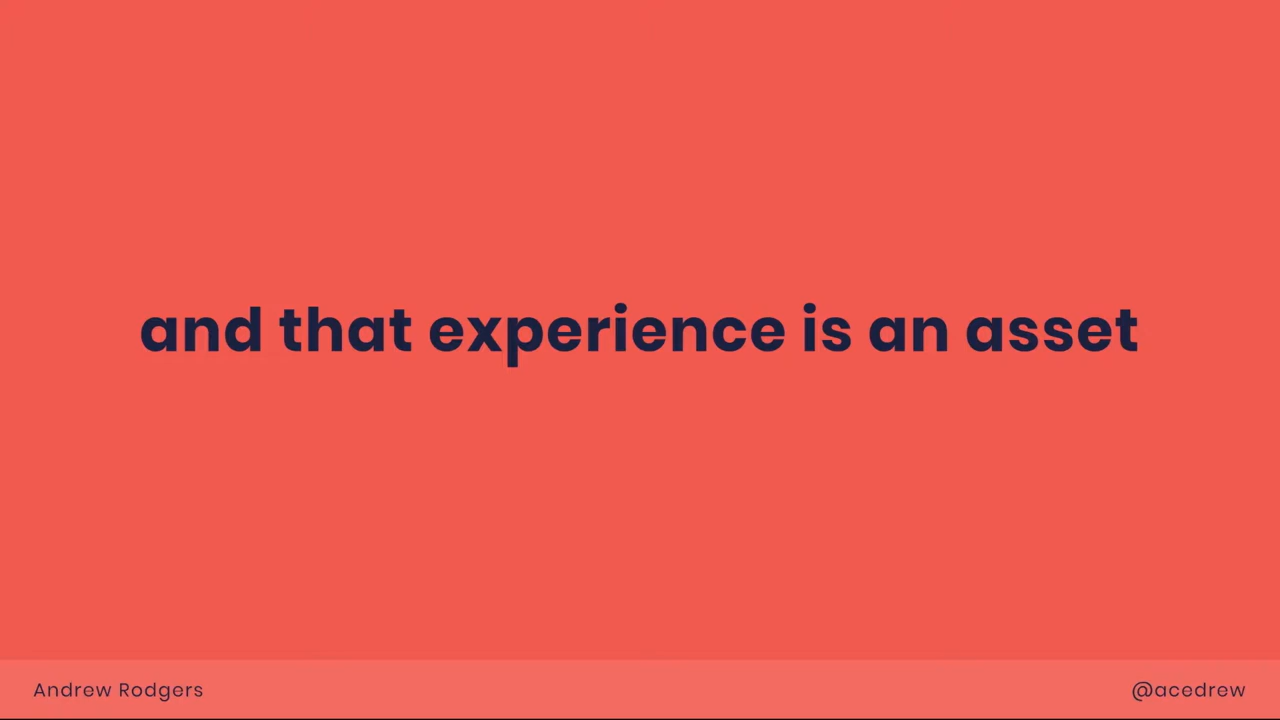 and that experience is an asset
Andrew Rodgers
@acedrew